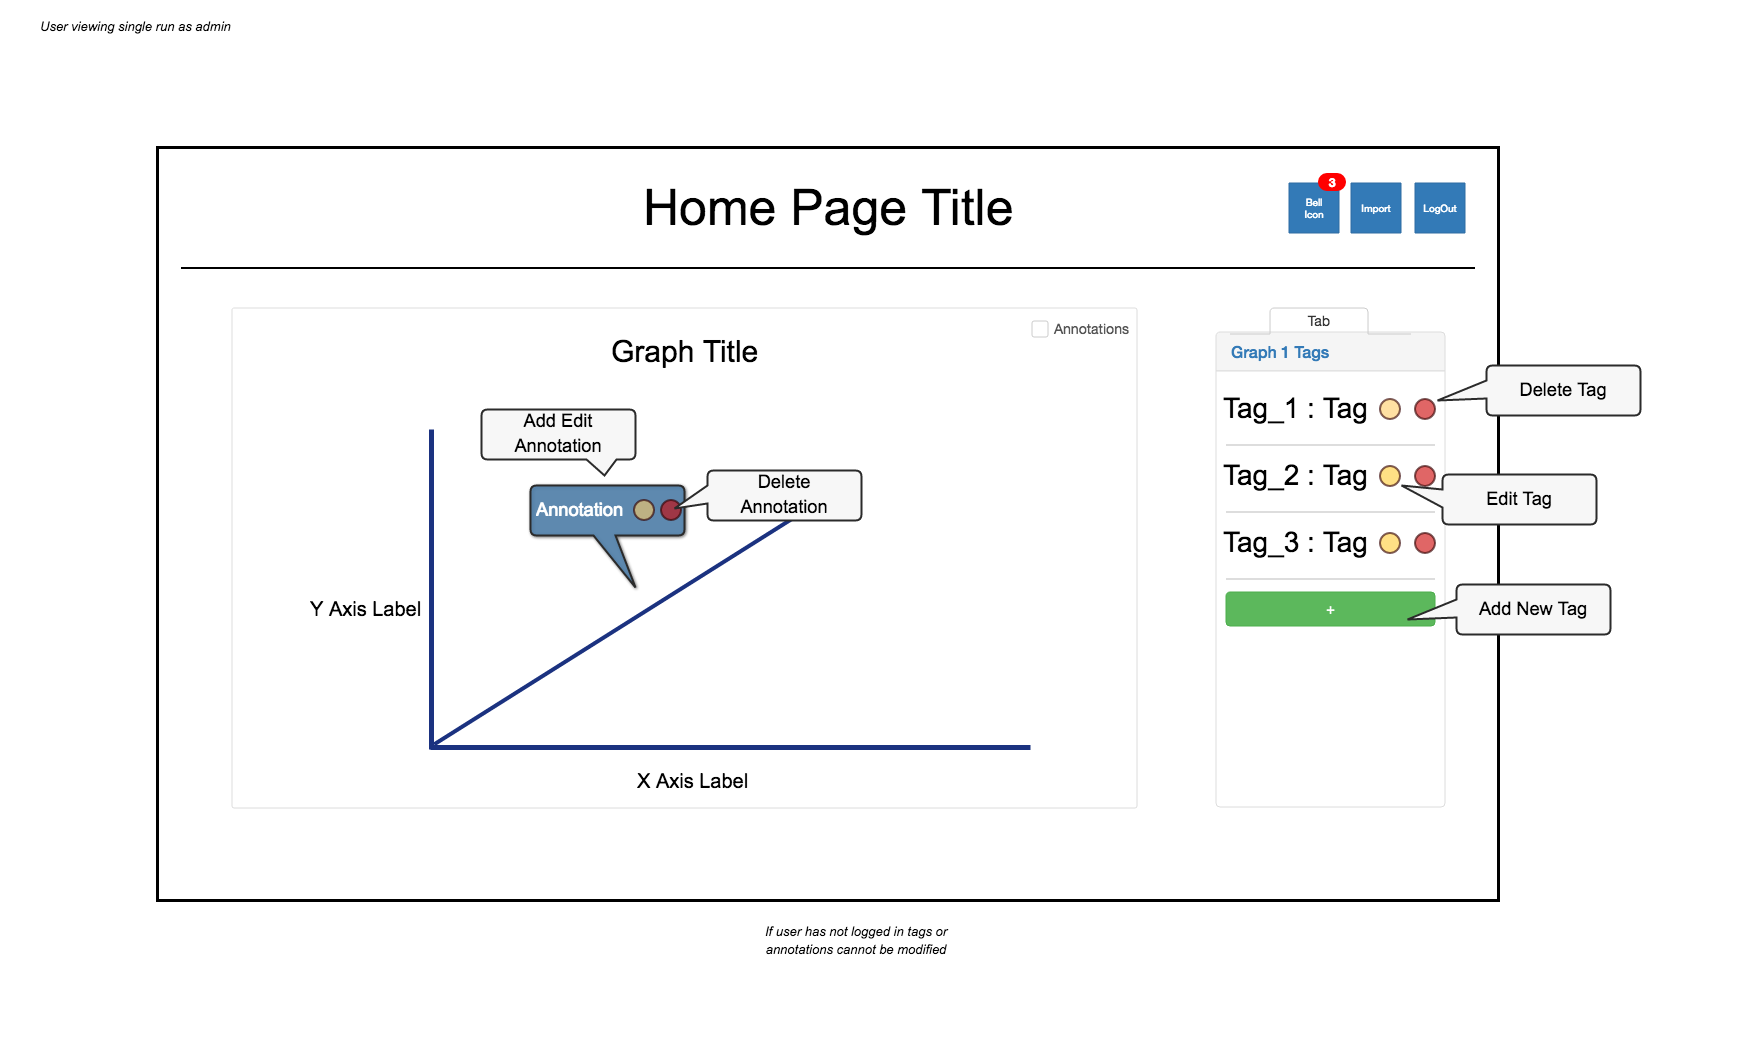 User viewing single run as admin
Home Page Title
3
Bell
Icon
Import
LogOut
Annotations
Graph Title
Add Edit
Annotation
Annotation
Delete
Annotation
Y Axis Label
X Axis Label
Tab
Graph 1 Tags
Tag_1 : Tag
Delete Tag
Tag_2 : Tag
Edit Tag
Tag_3 : Tag
+
Add New Tag
If user has not logged in tags or
annotations cannot be modified